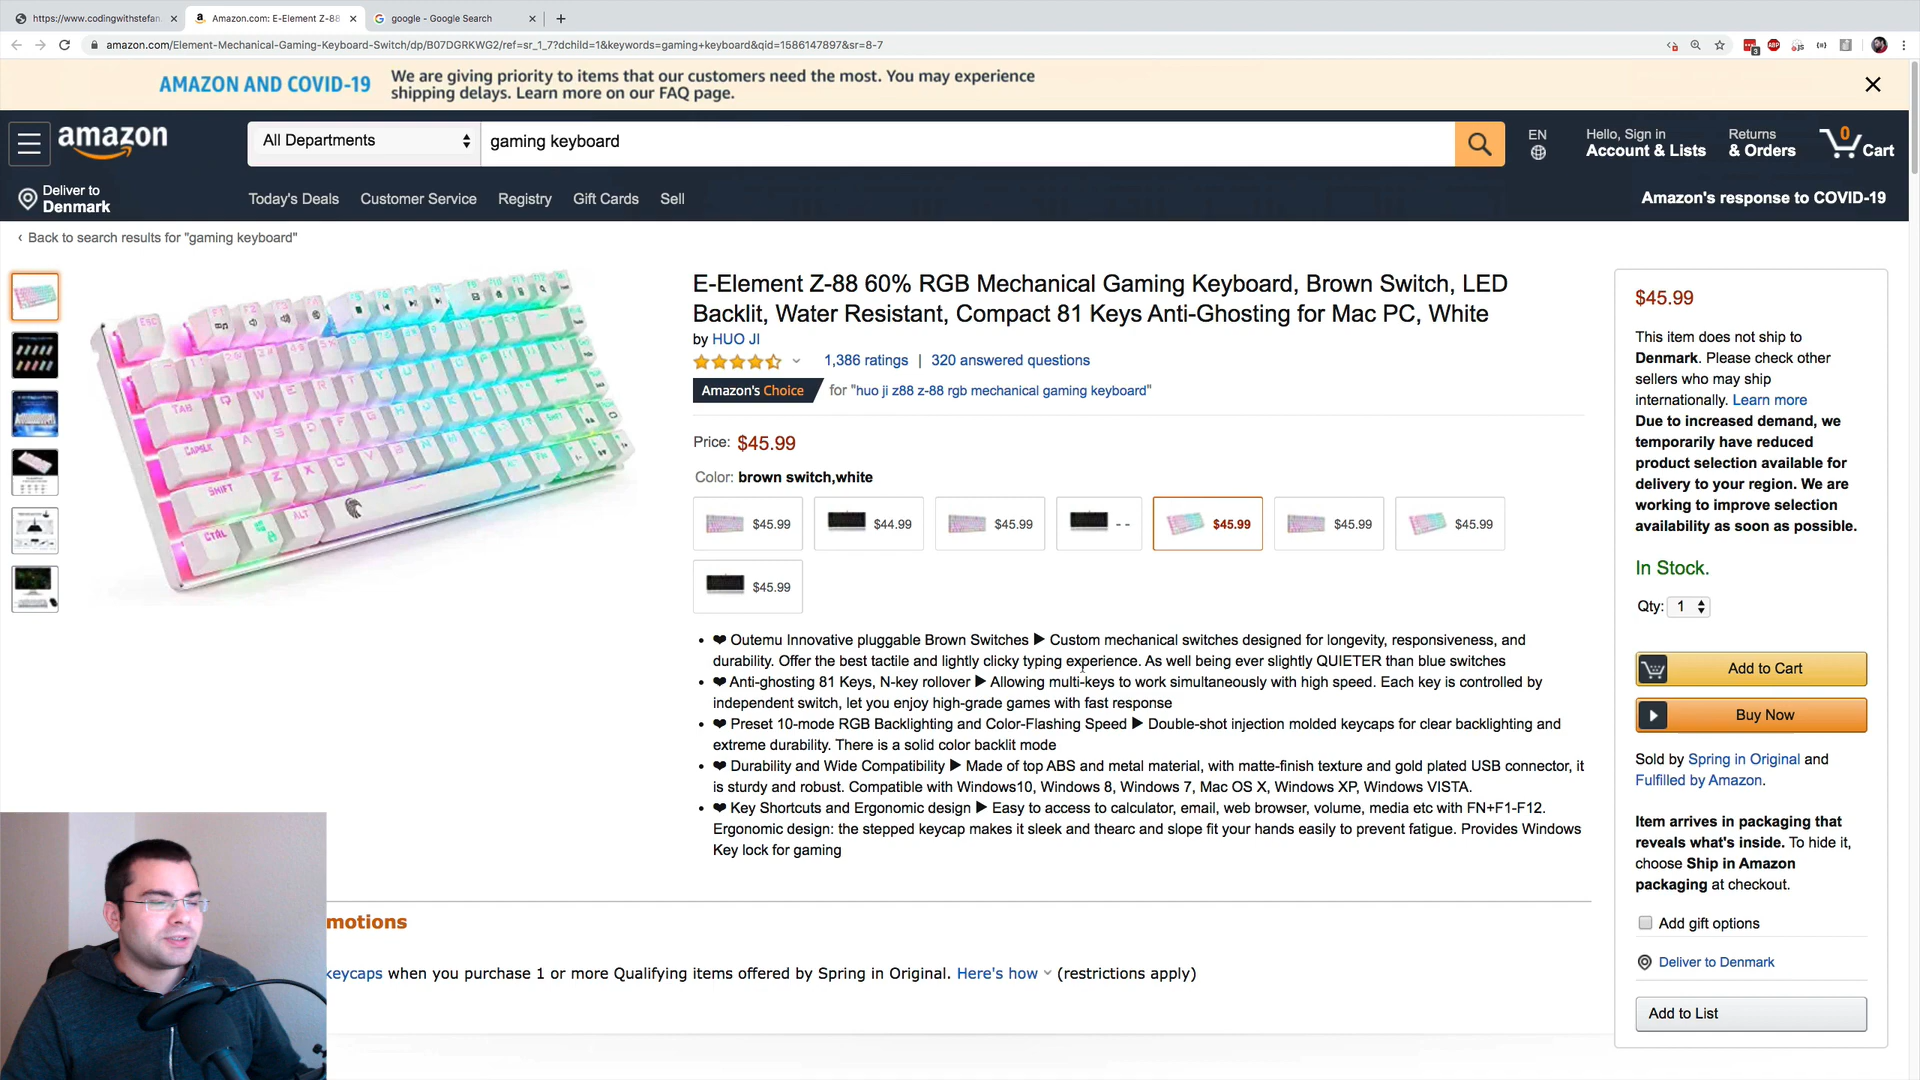 https://www.codingwithstefan.
Amazon.com: E-Element Z-88
google - Google Search
amazon.com/Element-Mechanical-Gaming-Keyboard-Switch/dp/B07DGRKWG2/ref=sr_1_7?dchild=1&keywords=gaming+keyboard&qid=1586147897&sr=8-7
AMAZON AND COVID-19
We are giving priority to items that our customers need the most. You may experience
shipping delays. Learn more on our FAQ page.
amazon
All Departments
gaming keyboard
EN
Hello, Sign in
Account & Lists
Returns
& Orders
0
Cart
Deliver to
Denmark
Today's Deals
Customer Service
Registry
Gift Cards
Sell
Amazon's response to COVID-19
‹ Back to search results for "gaming keyboard"
E-Element Z-88 60% RGB Mechanical Gaming Keyboard, Brown Switch, LED
Backlit, Water Resistant, Compact 81 Keys Anti-Ghosting for Mac PC, White
by HUO JI
1,386 ratings | 320 answered questions
Amazon's Choice for "huo ji z88 z-88 rgb mechanical gaming keyboard"
Price: $45.99
Color: brown switch,white
$45.99
$44.99
$45.99
- -
$45.99
$45.99
$45.99
$45.99
• ❤ Outemu Innovative pluggable Brown Switches ▶ Custom mechanical switches designed for longevity, responsiveness, and
durability. Offer the best tactile and lightly clicky typing experience. As well being ever slightly QUIETER than blue switches
• ❤ Anti-ghosting 81 Keys, N-key rollover ▶ Allowing multi-keys to work simultaneously with high speed. Each key is controlled by
independent switch, let you enjoy high-grade games with fast response
• ❤ Preset 10-mode RGB Backlighting and Color-Flashing Speed ▶ Double-shot injection molded keycaps for clear backlighting and
extreme durability. There is a solid color backlit mode
• ❤ Durability and Wide Compatibility ▶ Made of top ABS and metal material, with matte-finish texture and gold plated USB connector, it
is sturdy and robust. Compatible with Windows10, Windows 8, Windows 7, Mac OS X, Windows XP, Windows VISTA.
• ❤ Key Shortcuts and Ergonomic design ▶ Easy to access to calculator, email, web browser, volume, media etc with FN+F1-F12.
Ergonomic design: the stepped keycap makes it sleek and thearc and slope fit your hands easily to prevent fatigue. Provides Windows
Key lock for gaming
motions
keycaps when you purchase 1 or more Qualifying items offered by Spring in Original. Here's how (restrictions apply)
$45.99
This item does not ship to
Denmark. Please check other
sellers who may ship
internationally. Learn more
Due to increased demand, we
temporarily have reduced
product selection available for
delivery to your region. We are
working to improve selection
availability as soon as possible.
In Stock.
Qty: 1
Add to Cart
Buy Now
Sold by Spring in Original and
Fulfilled by Amazon.
Item arrives in packaging that
reveals what's inside. To hide it,
choose Ship in Amazon
packaging at checkout.
Add gift options
Deliver to Denmark
Add to List
ESC
TAB
CAPSLK
SHIFT
CTRL
ALT